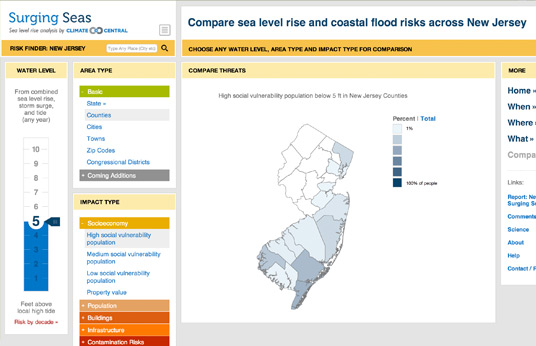 Surging Seas
Sea level rise analysis by CLIMATE CENTRAL
RISK FINDER: NEW JERSEY
Type Any Place (City etc)
Compare sea level rise and coastal flood risks across New Jersey
CHOOSE ANY WATER LEVEL, AREA TYPE AND IMPACT TYPE FOR COMPARISON
WATER LEVEL
From combined
sea level rise,
storm surge,
and tide
(any year)
10
9
8
7
6
5
4
3
2
1
Feet above
local high tide
Risk by decade »
AREA TYPE
- Basic
State »
Counties
Cities
Towns
Zip Codes
Congressional Districts
+ Coming Additions
IMPACT TYPE
- Socioeconomy
High social vulnerability
population
Medium social vulnerability
population
Low social vulnerability
population
Property value
+ Population
+ Buildings
+ Infrastructure
+ Contamination Risks
COMPARE THREATS
High social vulnerability population below 5 ft in New Jersey Counties
Percent | Total
1%
100% of people
MORE
Home »
When »
Where
What »
Compa
Links:
Report: Ne
Surging S
Comments
Science
About
Help
Contact / F